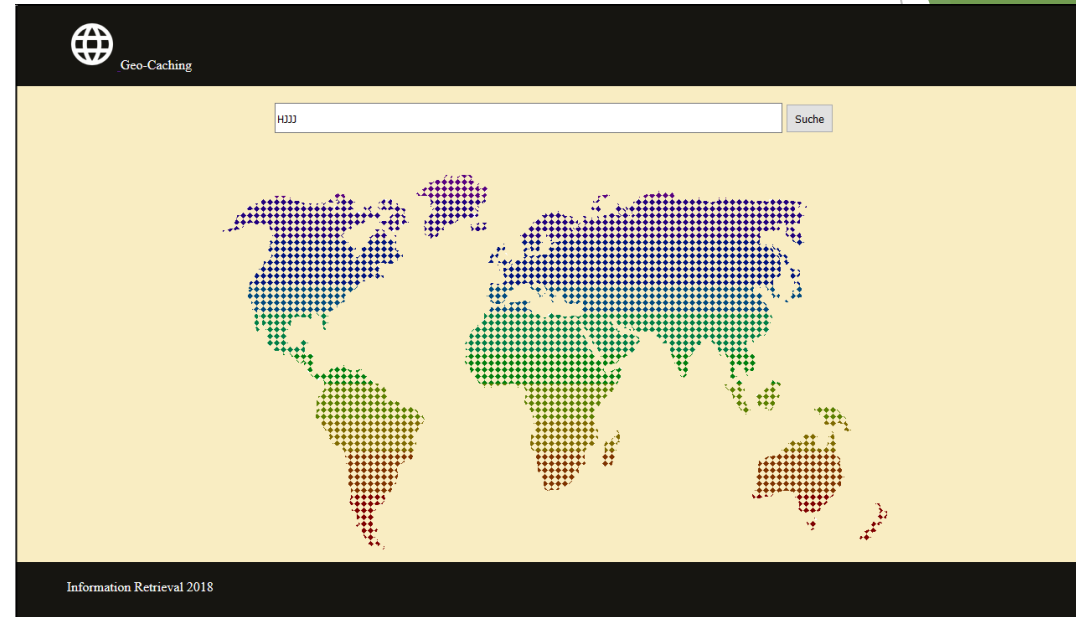 Geo-Caching
HJJJ
Suche
Information Retrieval 2018